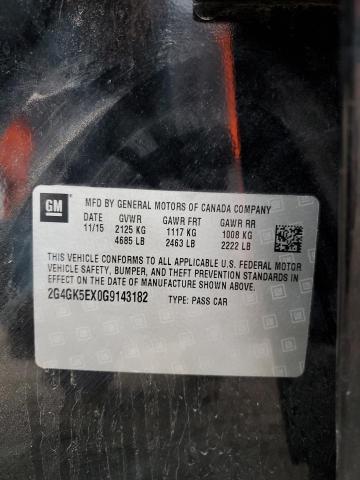 GM
MFD BY GENERAL MOTORS OF CANADA COMPANY
DATE GVWR GAWR FRT GAWR RR
11/15 2125 KG 1117 KG 1008 KG
4685 LB 2463 LB 2222 LB
THIS VEHICLE CONFORMS TO ALL APPLICABLE U.S. FEDERAL MOTOR
VEHICLE SAFETY, BUMPER, AND THEFT PREVENTION STANDARDS IN
EFFECT ON THE DATE OF MANUFACTURE SHOWN ABOVE.
2G4GK5EX0G9143182 TYPE: PASS CAR